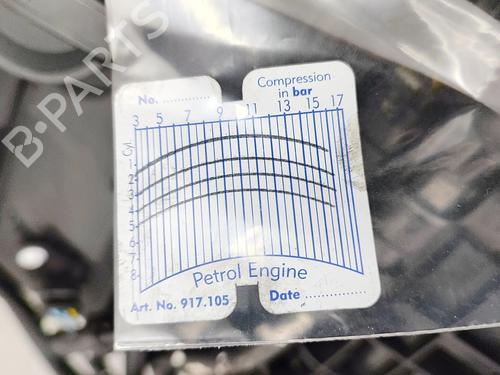 B-PARTS
No. ..............
Compression
in bar
3 5 7 9 11 13 15 17
Cyl.
1
2
3
4
5
6
7
8
Petrol Engine
Art. No. 917.105
Date ................